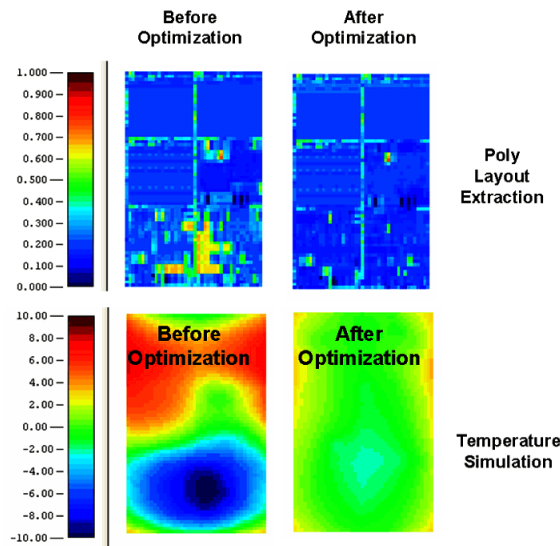 Before
Optimization
After
Optimization
1.000
0.900
0.800
0.700
0.600
0.500
0.400
0.300
0.200
0.100
0.000
Poly
Layout
Extraction
10.00
8.00
6.00
4.00
2.00
0.00
-2.00
-4.00
-6.00
-8.00
-10.00
Before
Optimization
After
Optimization
Temperature
Simulation